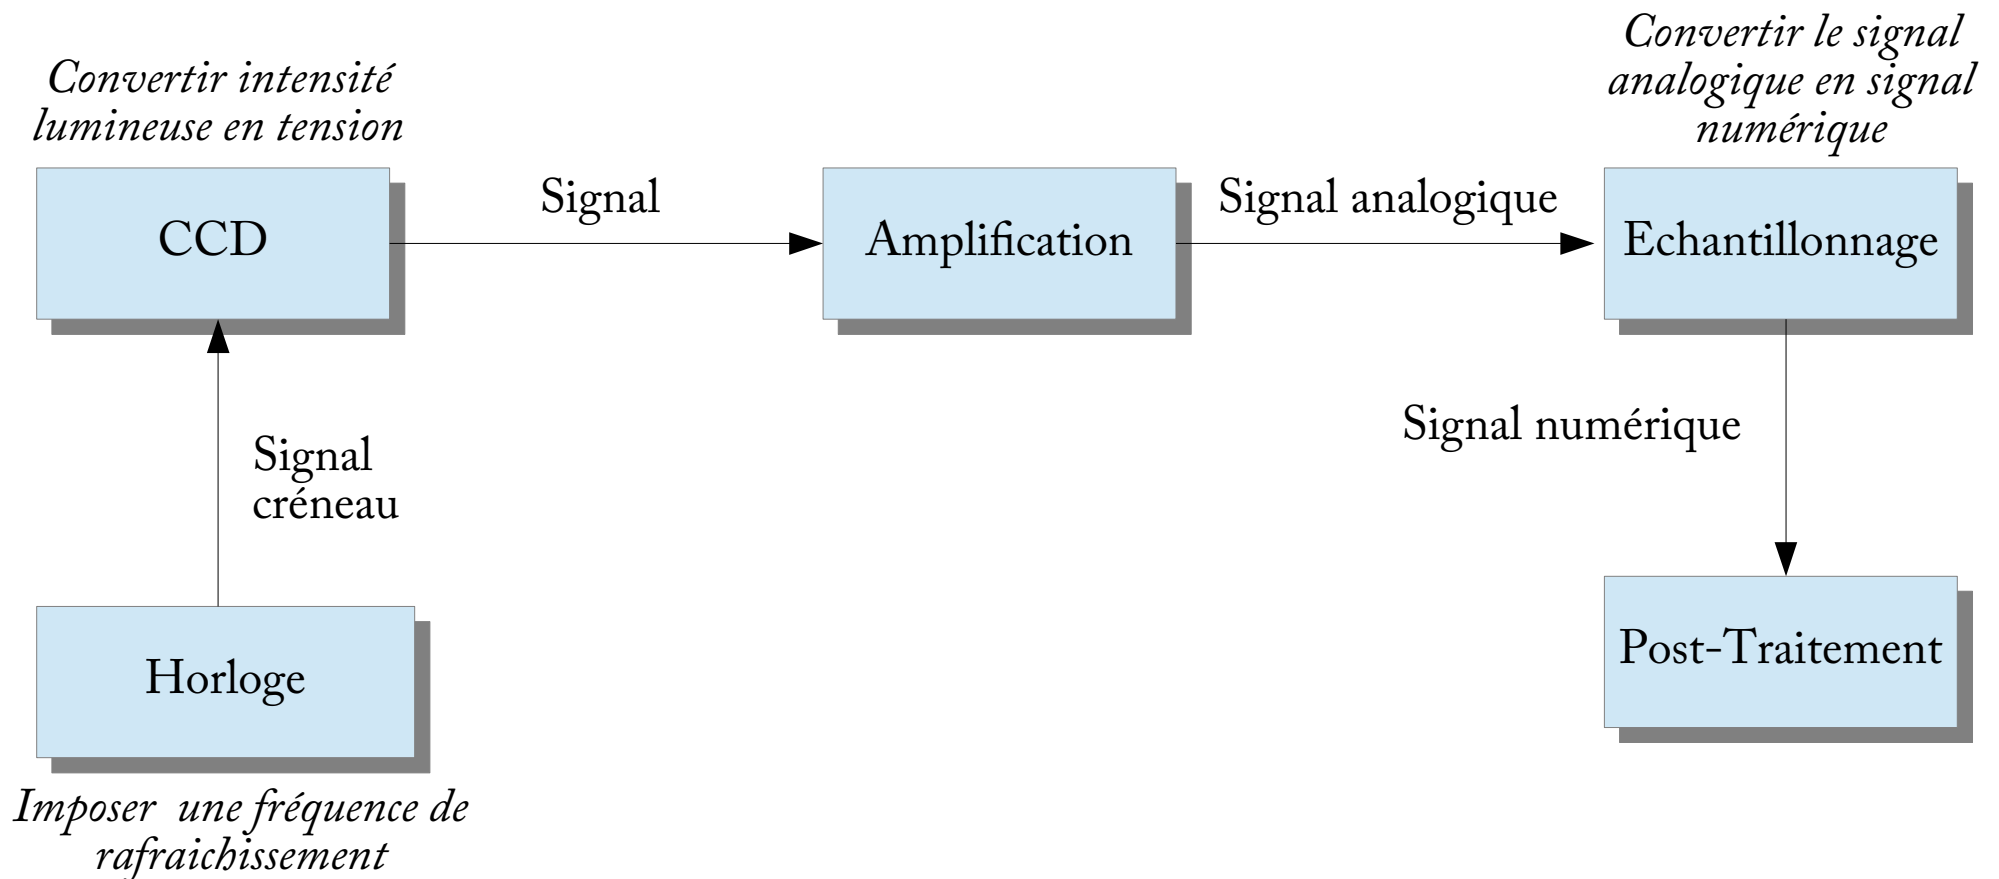 Convertir intensité
lumineuse en tension
CCD
Signal
Amplification
Signal analogique
Convertir le signal
analogique en signal
numérique
Echantillonnage
Signal
créneau
Signal numérique
Horloge
Post-Traitement
Imposer une fréquence de
rafraichissement